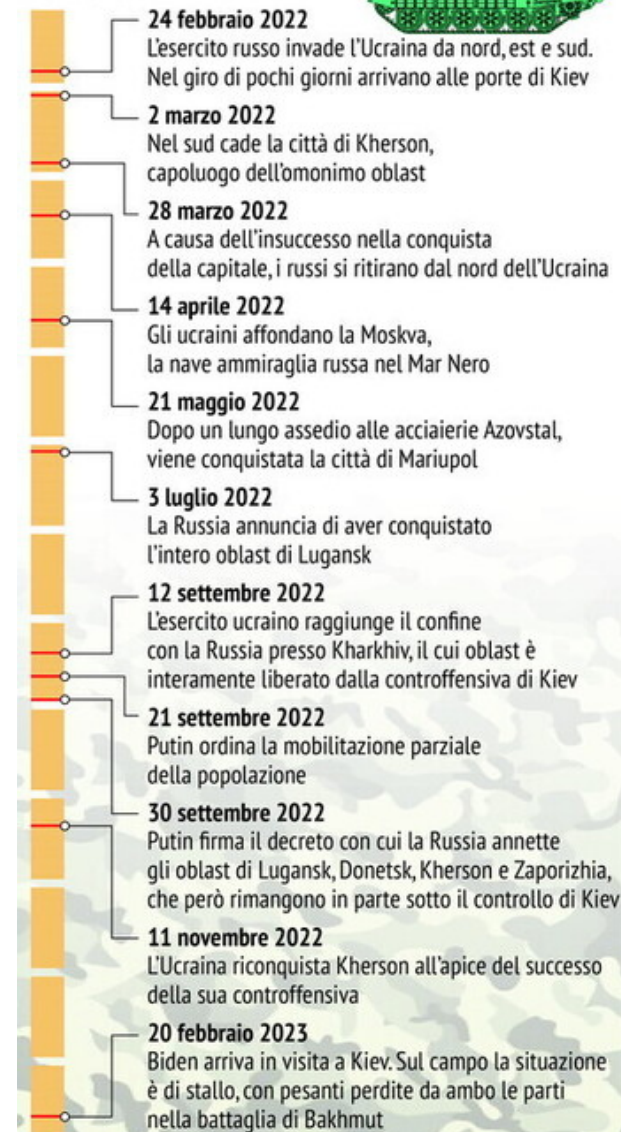 24 febbraio 2022
L'esercito russo invade l'Ucraina da nord, est e sud.
Nel giro di pochi giorni arrivano alle porte di Kiev
2 marzo 2022
Nel sud cade la città di Kherson,
capoluogo dell'omonimo oblast
28 marzo 2022
A causa dell'insuccesso nella conquista
della capitale, i russi si ritirano dal nord dell'Ucraina
14 aprile 2022
Gli ucraini affondano la Moskva,
la nave ammiraglia russa nel Mar Nero
21 maggio 2022
Dopo un lungo assedio alle acciaierie Azovstal,
viene conquistata la città di Mariupol
3 luglio 2022
La Russia annuncia di aver conquistato
l'intero oblast di Lugansk
12 settembre 2022
L'esercito ucraino raggiunge il confine
con la Russia presso Kharkhiv, il cui oblast è
interamente liberato dalla controffensiva di Kiev
21 settembre 2022
Putin ordina la mobilitazione parziale
della popolazione
30 settembre 2022
Putin firma il decreto con cui la Russia annette
gli oblast di Lugansk, Donetsk, Kherson e Zaporizhia,
che però rimangono in parte sotto il controllo di Kiev
11 novembre 2022
L'Ucraina riconquista Kherson all'apice del successo
della sua controffensiva
20 febbraio 2023
Biden arriva in visita a Kiev. Sul campo la situazione
è di stallo, con pesanti perdite da ambo le parti
nella battaglia di Bakhmut